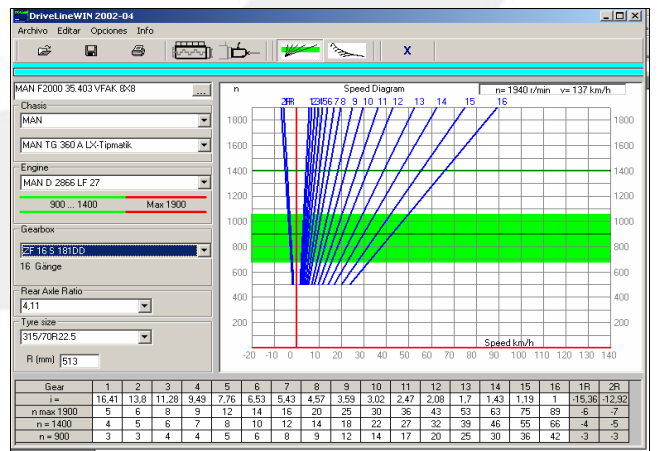 DriveLineWIN 2002-04
Archivo Editar Opciones Info
X
MAN F2000 35.403 VFAK 8X8 ...
n Speed Diagram n= 1940 r/min v= 137 km/h
Chasis
MAN
MAN TG 360 A LX-Tipmatik
Engine
MAN D 2866 LF 27
900 ... 1400 Max 1900
Gearbox
ZF 16 S 181DD
16 Gänge
Rear Axle Ratio
4,11
Tyre size
315/70R22.5
R (mm) 513
2R 1R 1 2 3 4 5 6 7 8 9 10 11 12 13 14 15 16
1800 1800
1600 1600
1400 1400
1200 1200
1000 1000
800 800
600 600
400 400
200 200
Speed km/h
-20 -10 0 10 20 30 40 50 60 70 80 90 100 110 120 130 140
Gear 1 2 3 4 5 6 7 8 9 10 11 12 13 14 15 16 1R 2R
i = 16,41 13,8 11,28 9,49 7,76 6,53 5,43 4,57 3,59 3,02 2,47 2,08 1,7 1,43 1,19 1 -15,36 -12,92
n max 1900 5 6 8 9 12 14 16 20 25 30 36 43 53 63 75 89 -6 -7
n = 1400 4 5 6 7 8 10 12 14 18 22 27 32 39 46 55 66 -4 -5
n = 900 3 3 4 4 5 6 8 9 12 14 17 20 25 30 36 42 -3 -3